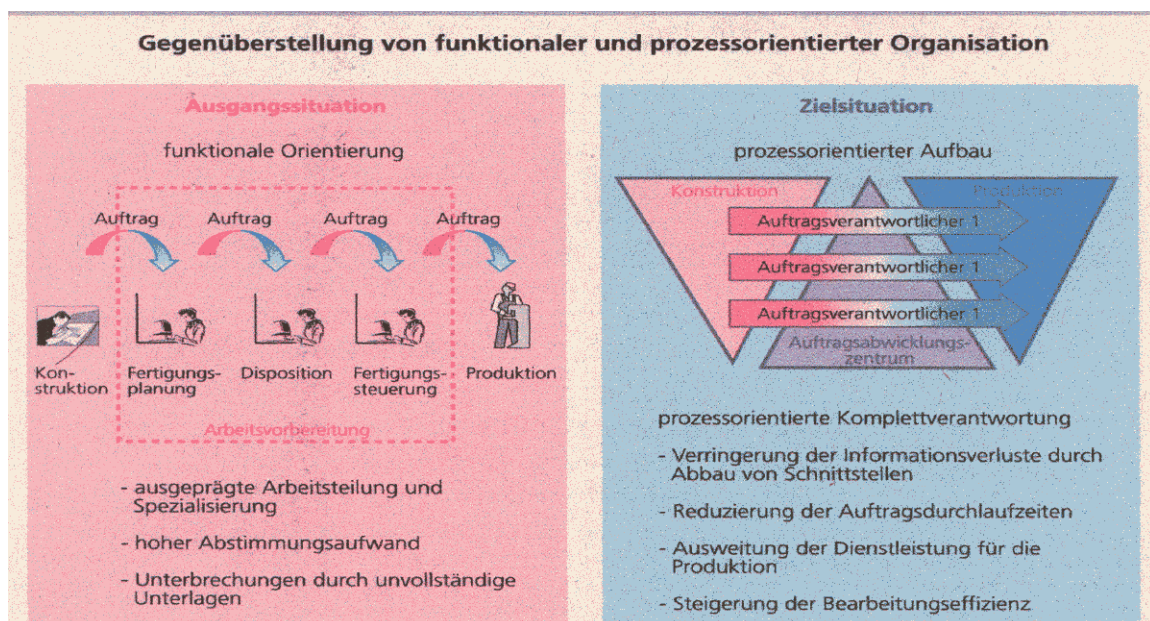 Gegenüberstellung von funktionaler und prozessorientierter Organisation
Ausgangssituation
funktionale Orientierung
Auftrag Auftrag Auftrag Auftrag
Kon-
struktion
Fertigungs-
planung
Disposition
Fertigungs-
steuerung
Produktion
Arbeitsvorbereitung
- ausgeprägte Arbeitsteilung und
Spezialisierung
- hoher Abstimmungsaufwand
- Unterbrechungen durch unvollständige
Unterlagen
Zielsituation
prozessorientierter Aufbau
Konstruktion
Produktion
Auftragsverantwortlicher 1
Auftragsverantwortlicher 1
Auftragsverantwortlicher 1
Auftragsabwicklungs-
zentrum
prozessorientierte Komplettverantwortung
- Verringerung der Informationsverluste durch
Abbau von Schnittstellen
- Reduzierung der Auftragsdurchlaufzeiten
- Ausweitung der Dienstleistung für die
Produktion
- Steigerung der Bearbeitungseffizienz